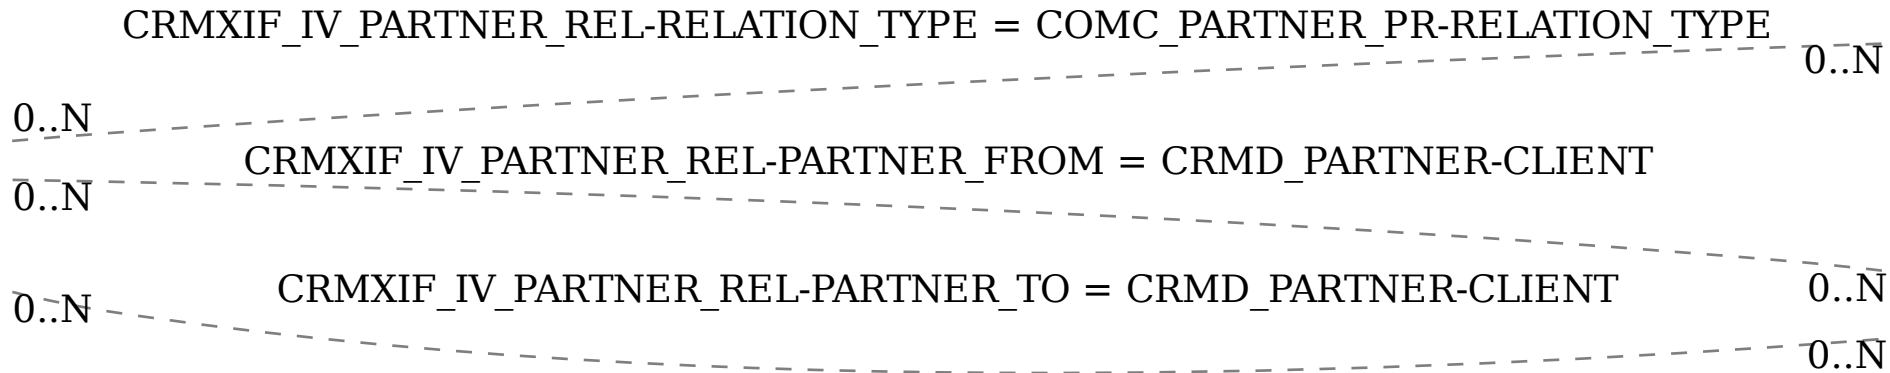 CRMXIF_IV_PARTNER_REL-RELATION_TYPE = COMC_PARTNER_PR-RELATION_TYPE
0..N
0..N
CRMXIF_IV_PARTNER_REL-PARTNER_FROM = CRMD_PARTNER-CLIENT
0..N
CRMXIF_IV_PARTNER_REL-PARTNER_TO = CRMD_PARTNER-CLIENT
0..N
0..N
0..N